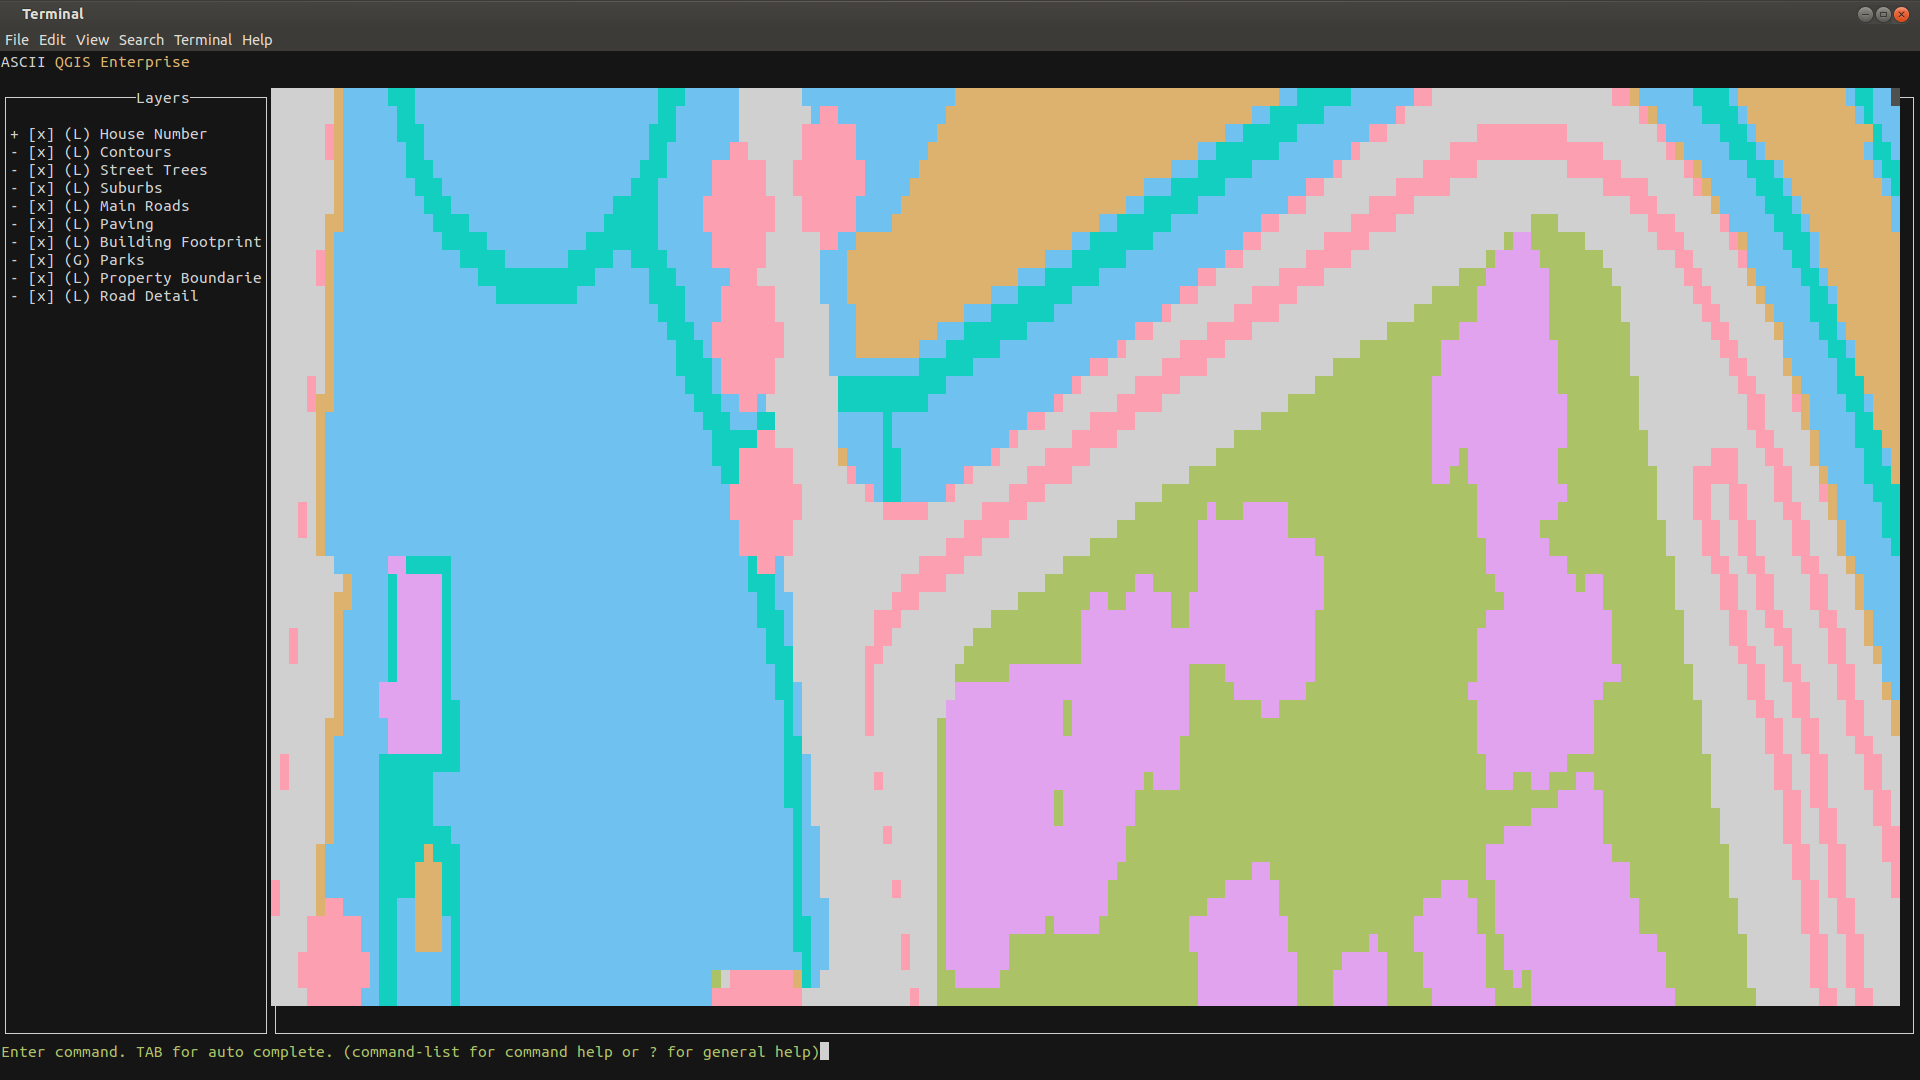 Terminal
File Edit View Search Terminal Help
ASCII QGIS Enterprise
Layers
+ [x] (L) House Number
- [x] (L) Contours
- [x] (L) Street Trees
- [x] (L) Suburbs
- [x] (L) Main Roads
- [x] (L) Paving
- [x] (L) Building Footprint
- [x] (G) Parks
- [x] (L) Property Boundarie
- [x] (L) Road Detail
Enter command. TAB for auto complete. (command-list for command help or ? for general help)